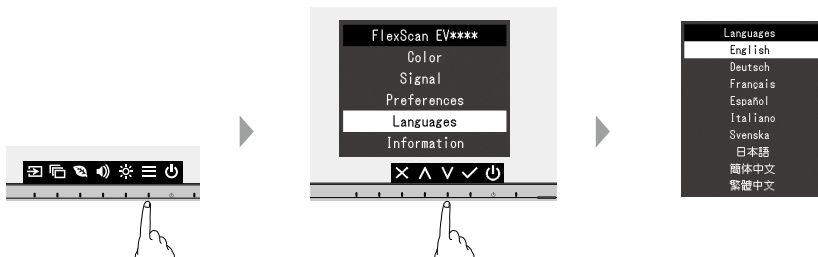 FlexScan EV****
Color
Signal
Preferences
Languages
Information
Languages
English
Deutsch
Français
Español
Italiano
Svenska
日本語
简体中文
繁體中文